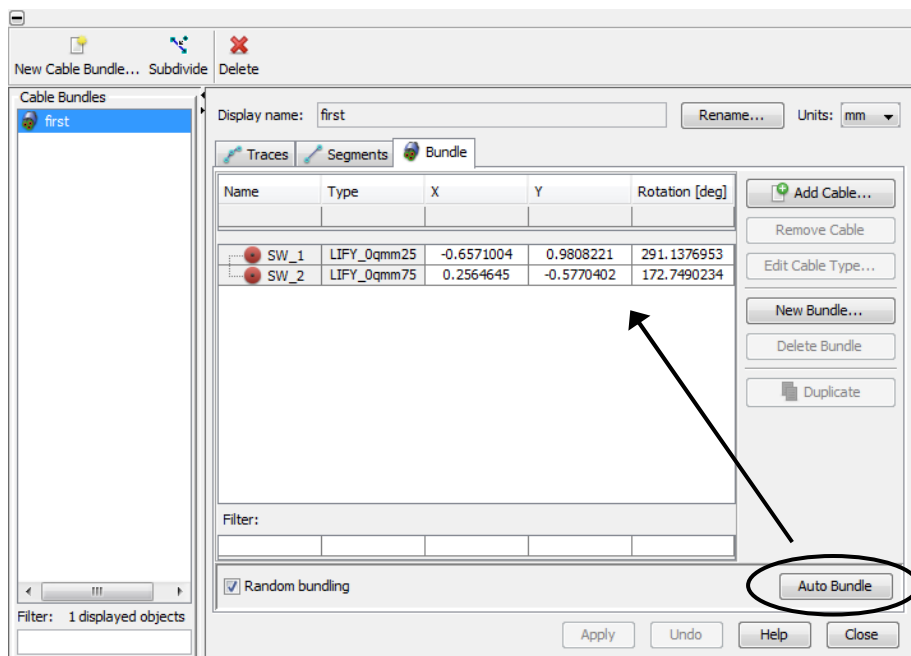 New Cable Bundle... Subdivide Delete
Cable Bundles
first
Display name: first Rename... Units: mm
Traces Segments Bundle
Name Type X Y Rotation [deg]
SW_1 LIFY_0qmm25 -0.6571004 0.9808221 291.1376953
SW_2 LIFY_0qmm75 0.2564645 -0.5770402 172.7490234
Add Cable...
Remove Cable
Edit Cable Type...
New Bundle...
Delete Bundle
Duplicate
Filter:
Random bundling Auto Bundle
Filter: 1 displayed objects
Apply Undo Help Close